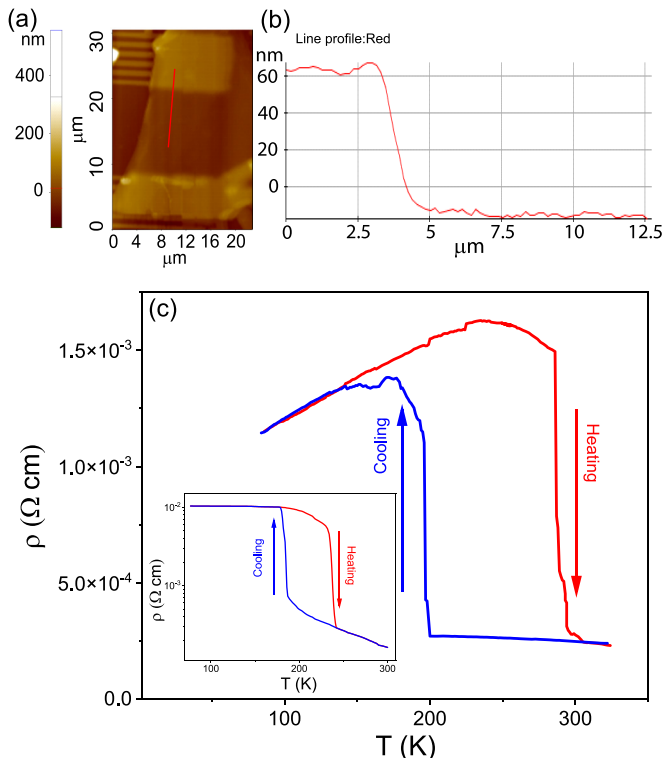 (a)
nm
400
200
0
30
20
10
0
μm
0 4 8 12 16 20
μm
(b)
Line profile:Red
nm
60
40
20
0
0 2.5 5 7.5 10 12.5
μm
(c)
1.5×10⁻³
1.0×10⁻³
5.0×10⁻⁴
0.0
ρ (Ω cm)
Cooling
Heating
100 200 300
T (K)
10⁻²
10⁻³
ρ (Ω cm)
Cooling
Heating
100 200 300
T (K)